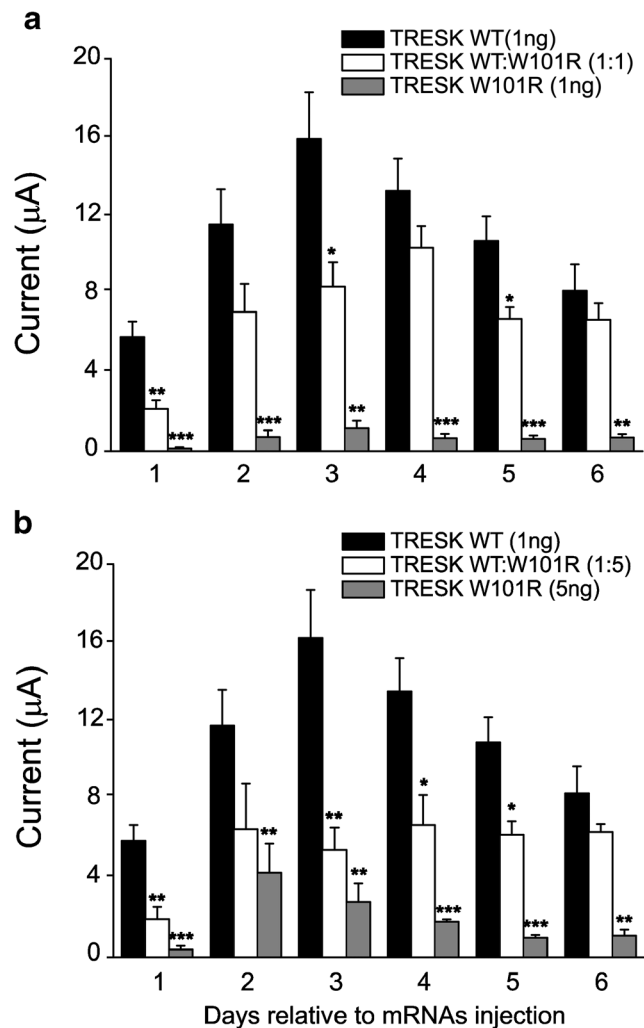 a
TRESK WT(1ng)
TRESK WT:W101R (1:1)
TRESK W101R (1ng)
Current (μA)
20
16
12
8
4
0
** *** *** * ** *** * *** **
1 2 3 4 5 6
b
TRESK WT (1ng)
TRESK WT:W101R (1:5)
TRESK W101R (5ng)
Current (μA)
20
16
12
8
4
0
** *** ** ** ** * *** * *** **
1 2 3 4 5 6
Days relative to mRNAs injection